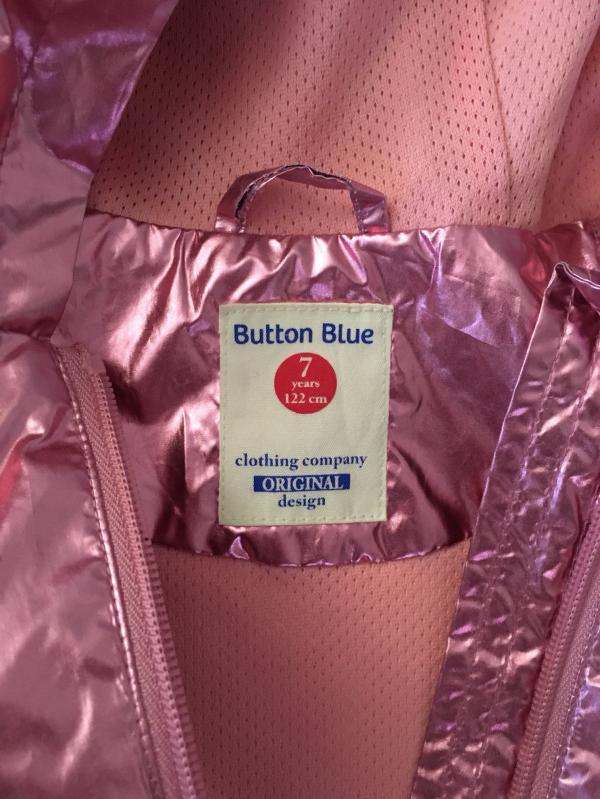 Button Blue
7
years
122 cm
clothing company
ORIGINAL
design